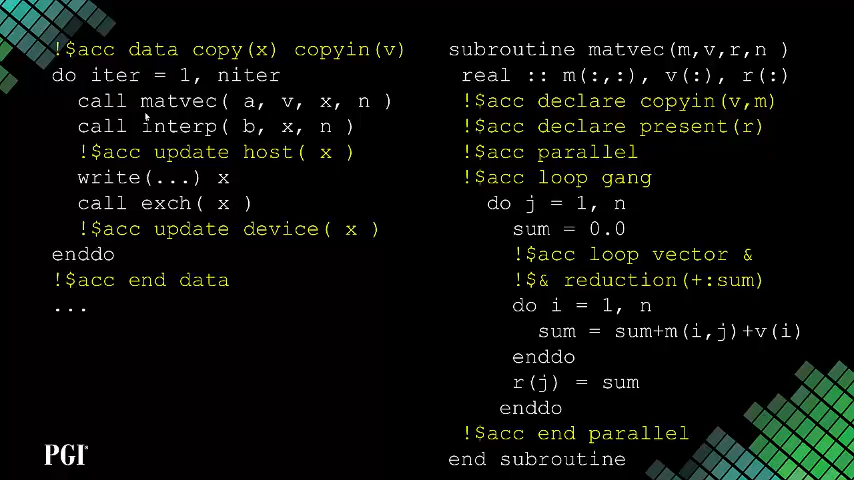 !$acc data copy(x) copyin(v)
do iter = 1, niter
call matvec( a, v, x, n )
call interp( b, x, n )
!$acc update host( x )
write(...) x
call exch( x )
!$acc update device( x )
enddo
!$acc end data
...
subroutine matvec(m,v,r,n )
real :: m(:,:), v(:), r(:)
!$acc declare copyin(v,m)
!$acc declare present(r)
!$acc parallel
!$acc loop gang
do j = 1, n
sum = 0.0
!$acc loop vector &
!$& reduction(+:sum)
do i = 1, n
sum = sum+m(i,j)+v(i)
enddo
r(j) = sum
enddo
!$acc end parallel
end subroutine
PGI®